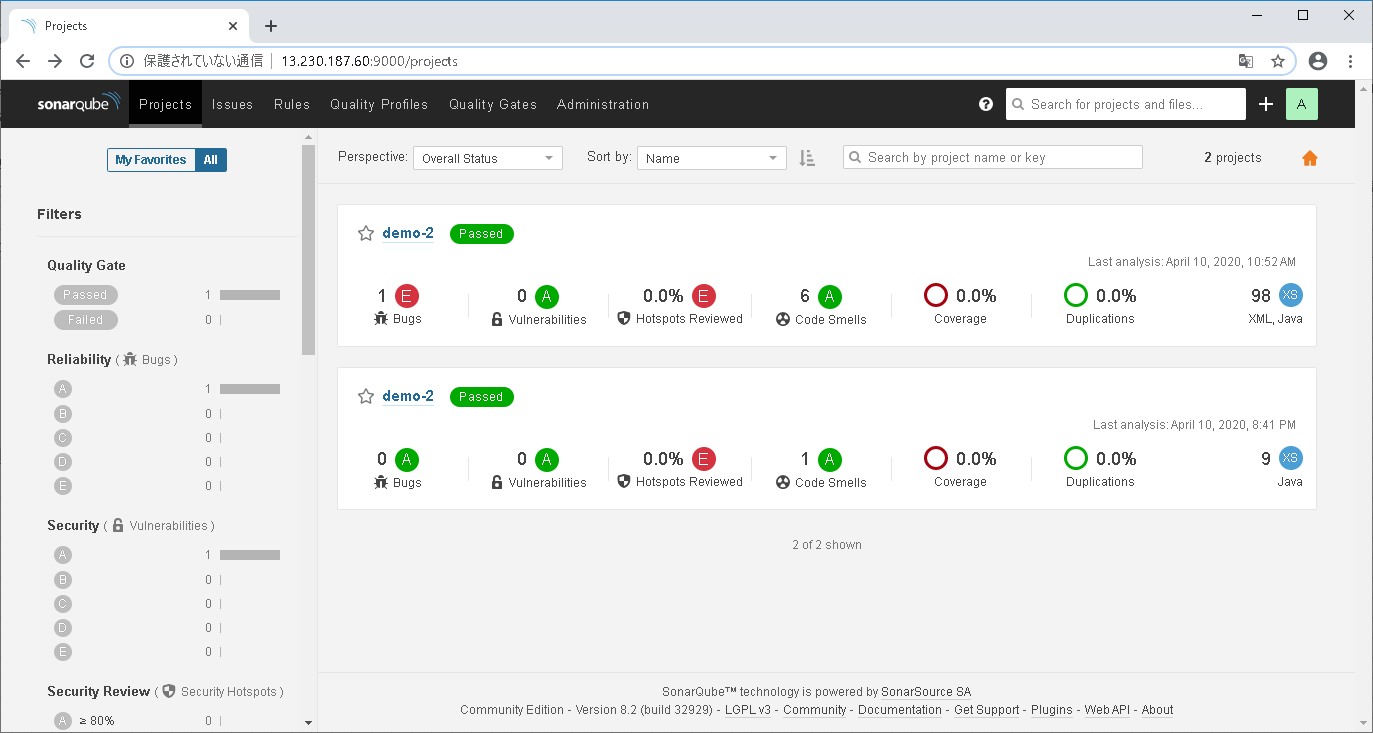 Projects
保護されていない通信 | 13.230.187.60:9000/projects
sonarqube Projects Issues Rules Quality Profiles Quality Gates Administration ? Search for projects and files... A
My Favorites All
Perspective: Overall Status Sort by: Name Search by project name or key 2 projects
Filters
Quality Gate
Passed 1
Failed 0
Reliability ( Bugs )
A 1
B 0
C 0
D 0
E 0
Security ( Vulnerabilities )
A 1
B 0
C 0
D 0
E 0
Security Review ( Security Hotspots )
A ≥ 80% 0
demo-2 Passed
Last analysis: April 10, 2020, 10:52 AM
1 E 0 A 0.0% E 6 A 0.0% 0.0% 98 XS
Bugs Vulnerabilities Hotspots Reviewed Code Smells Coverage Duplications XML, Java
demo-2 Passed
Last analysis: April 10, 2020, 8:41 PM
0 A 0 A 0.0% E 1 A 0.0% 0.0% 9 XS
Bugs Vulnerabilities Hotspots Reviewed Code Smells Coverage Duplications Java
2 of 2 shown
SonarQube™ technology is powered by SonarSource SA
Community Edition - Version 8.2 (build 32929) - LGPL v3 - Community - Documentation - Get Support - Plugins - Web API - About